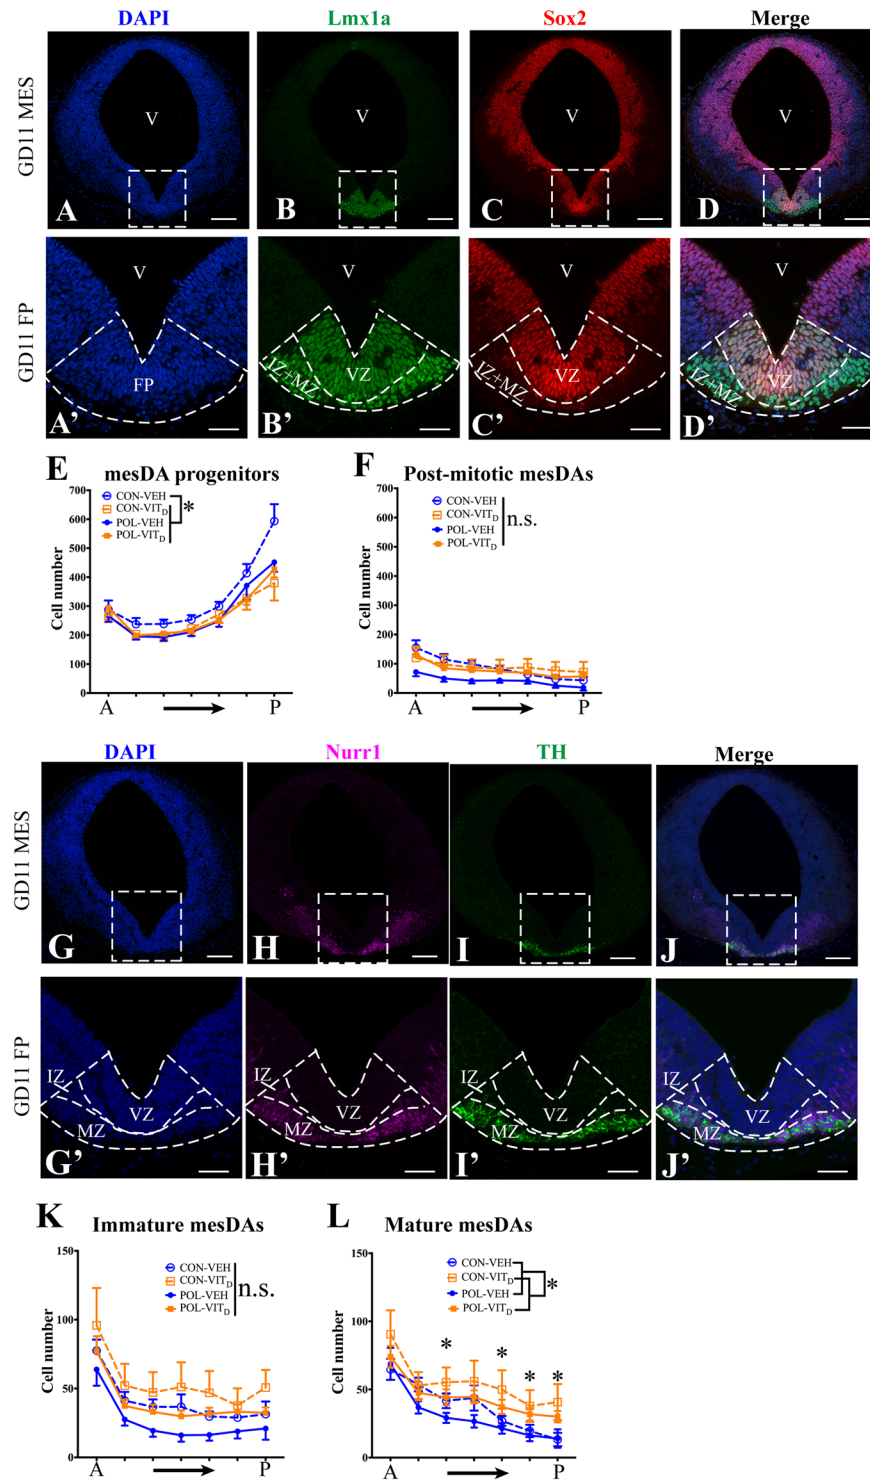 DAPI Lmx1a Sox2 Merge
GD11 MES
V V V V
A B C D
GD11 FP
V V V V
FP
IZ+MZ VZ
IZ+MZ VZ
IZ+MZ VZ
A’ B’ C’ D’
E mesDA progenitors
CON-VEH
CON-VITD
POL-VEH
POL-VITD
*
Cell number
700
600
500
400
300
200
100
0
A P
F Post-mitotic mesDAs
CON-VEH
CON-VITD
POL-VEH
POL-VITD
n.s.
Cell number
700
600
500
400
300
200
100
0
A P
DAPI Nurr1 TH Merge
GD11 MES
G H I J
GD11 FP
IZ IZ IZ IZ
VZ VZ VZ VZ
MZ MZ MZ MZ
G’ H’ I’ J’
K Immature mesDAs
CON-VEH
CON-VITD
POL-VEH
POL-VITD
n.s.
Cell number
150
100
50
0
A P
L Mature mesDAs
CON-VEH
CON-VITD
POL-VEH
POL-VITD
*
* * * *
Cell number
150
100
50
0
A P